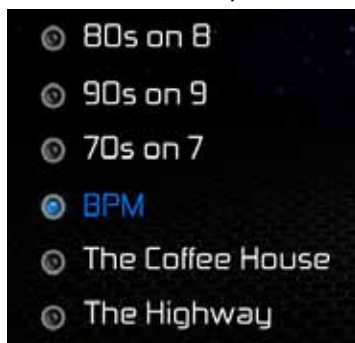 80s on 8
90s on 9
70s on 7
BPM
The Coffee House
The Highway